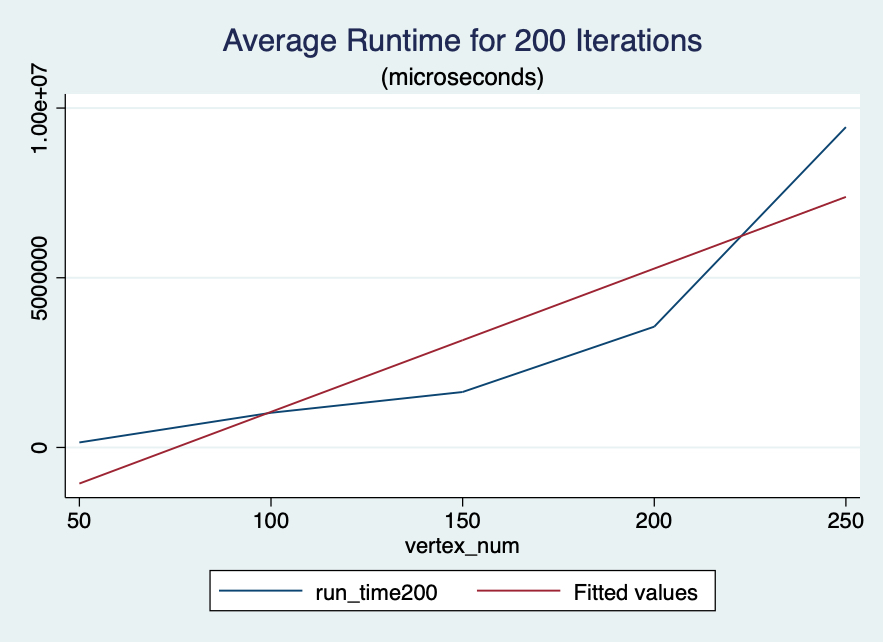 Average Runtime for 200 Iterations
(microseconds)
1.00e+07
5000000
0
50 100 150 200 250
vertex_num
run_time200 Fitted values